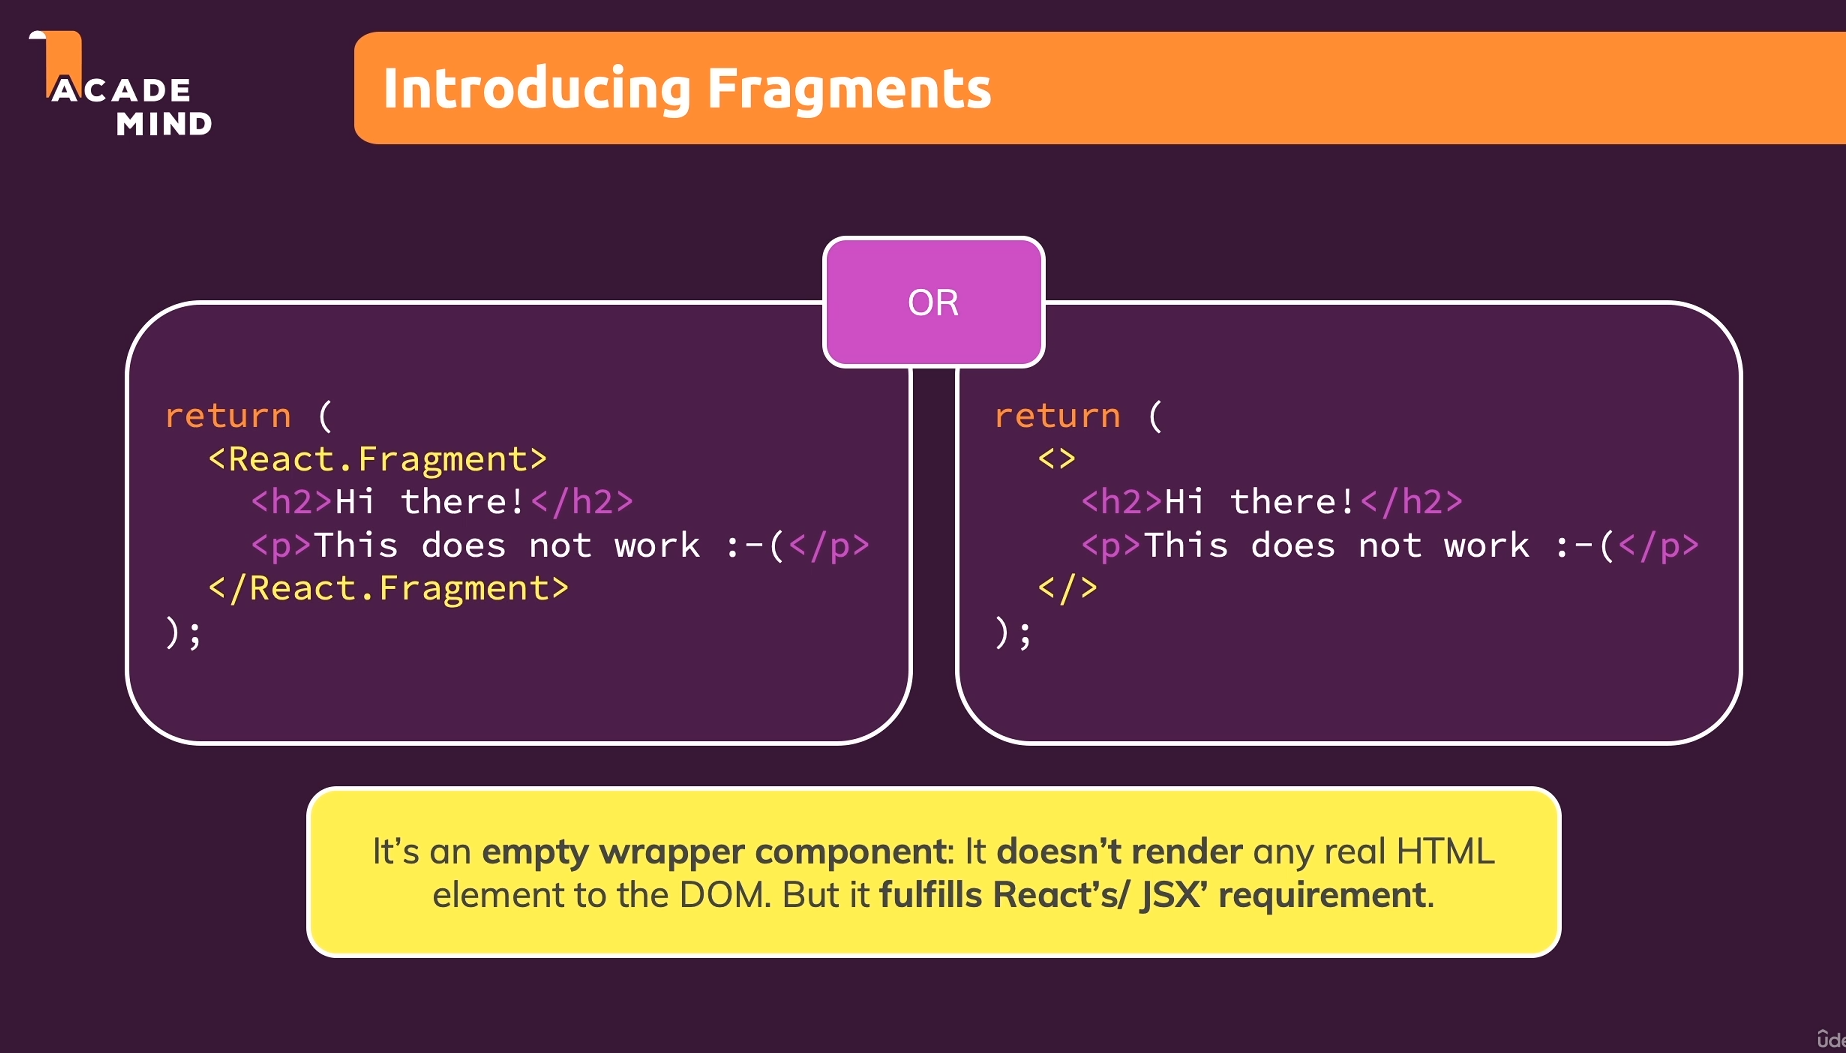 ACADE
MIND
Introducing Fragments
OR
return (
<React.Fragment>
<h2>Hi there!</h2>
<p>This does not work :-(</p>
</React.Fragment>
);
return (
<>
<h2>Hi there!</h2>
<p>This does not work :-(</p>
</>
);
It’s an empty wrapper component: It doesn’t render any real HTML
element to the DOM. But it fulfills React’s/ JSX’ requirement.